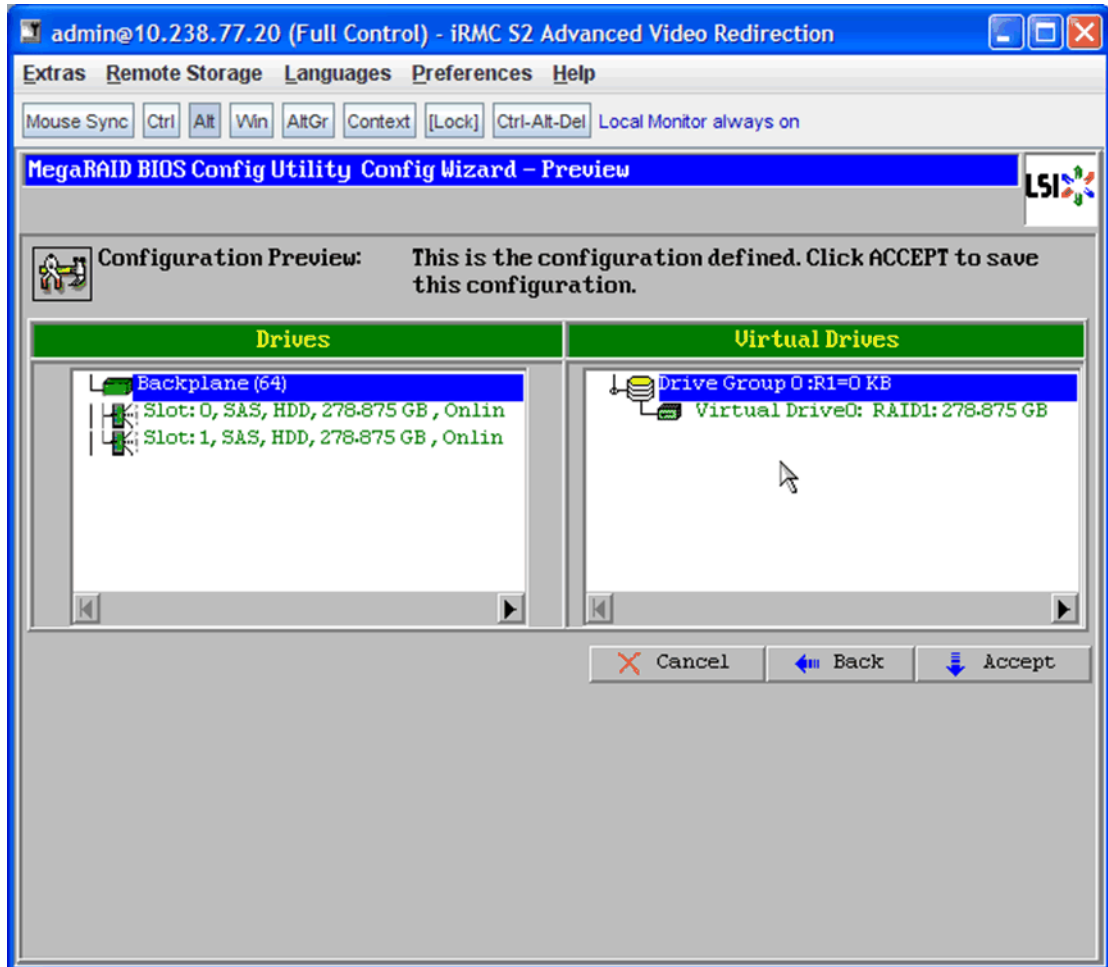 admin@10.238.77.20 (Full Control) - iRMC S2 Advanced Video Redirection
Extras Remote Storage Languages Preferences Help
Mouse Sync Ctrl Alt Win AltGr Context [Lock] Ctrl-Alt-Del Local Monitor always on
MegaRAID BIOS Config Utility Config Wizard – Preview
LSI
Configuration Preview: This is the configuration defined. Click ACCEPT to save
this configuration.
Drives
Backplane (64)
Slot: 0, SAS, HDD, 278.875 GB , Onlin
Slot: 1, SAS, HDD, 278.875 GB , Onlin
Virtual Drives
Drive Group 0 :R1=0 KB
Virtual Drive0: RAID1: 278.875 GB
Cancel Back Accept